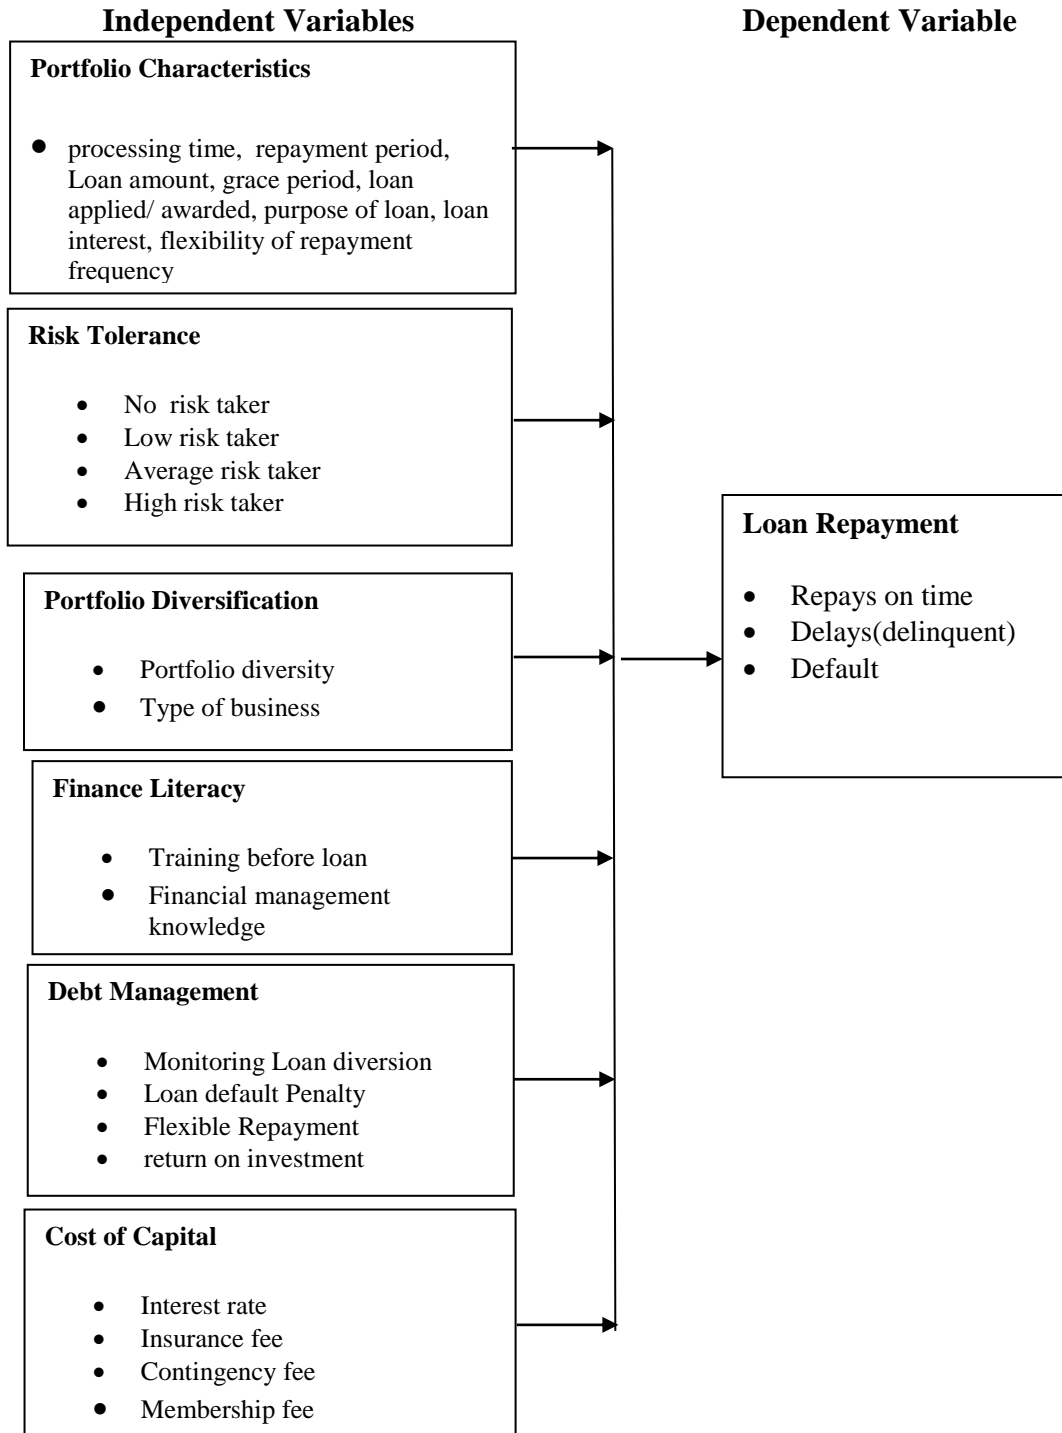 Independent Variables
Dependent Variable
Portfolio Characteristics
• processing time, repayment period,
Loan amount, grace period, loan
applied/ awarded, purpose of loan, loan
interest, flexibility of repayment
frequency
Risk Tolerance
• No risk taker
• Low risk taker
• Average risk taker
• High risk taker
Portfolio Diversification
• Portfolio diversity
• Type of business
Finance Literacy
• Training before loan
• Financial management
knowledge
Debt Management
• Monitoring Loan diversion
• Loan default Penalty
• Flexible Repayment
• return on investment
Cost of Capital
• Interest rate
• Insurance fee
• Contingency fee
• Membership fee
Loan Repayment
• Repays on time
• Delays(delinquent)
• Default